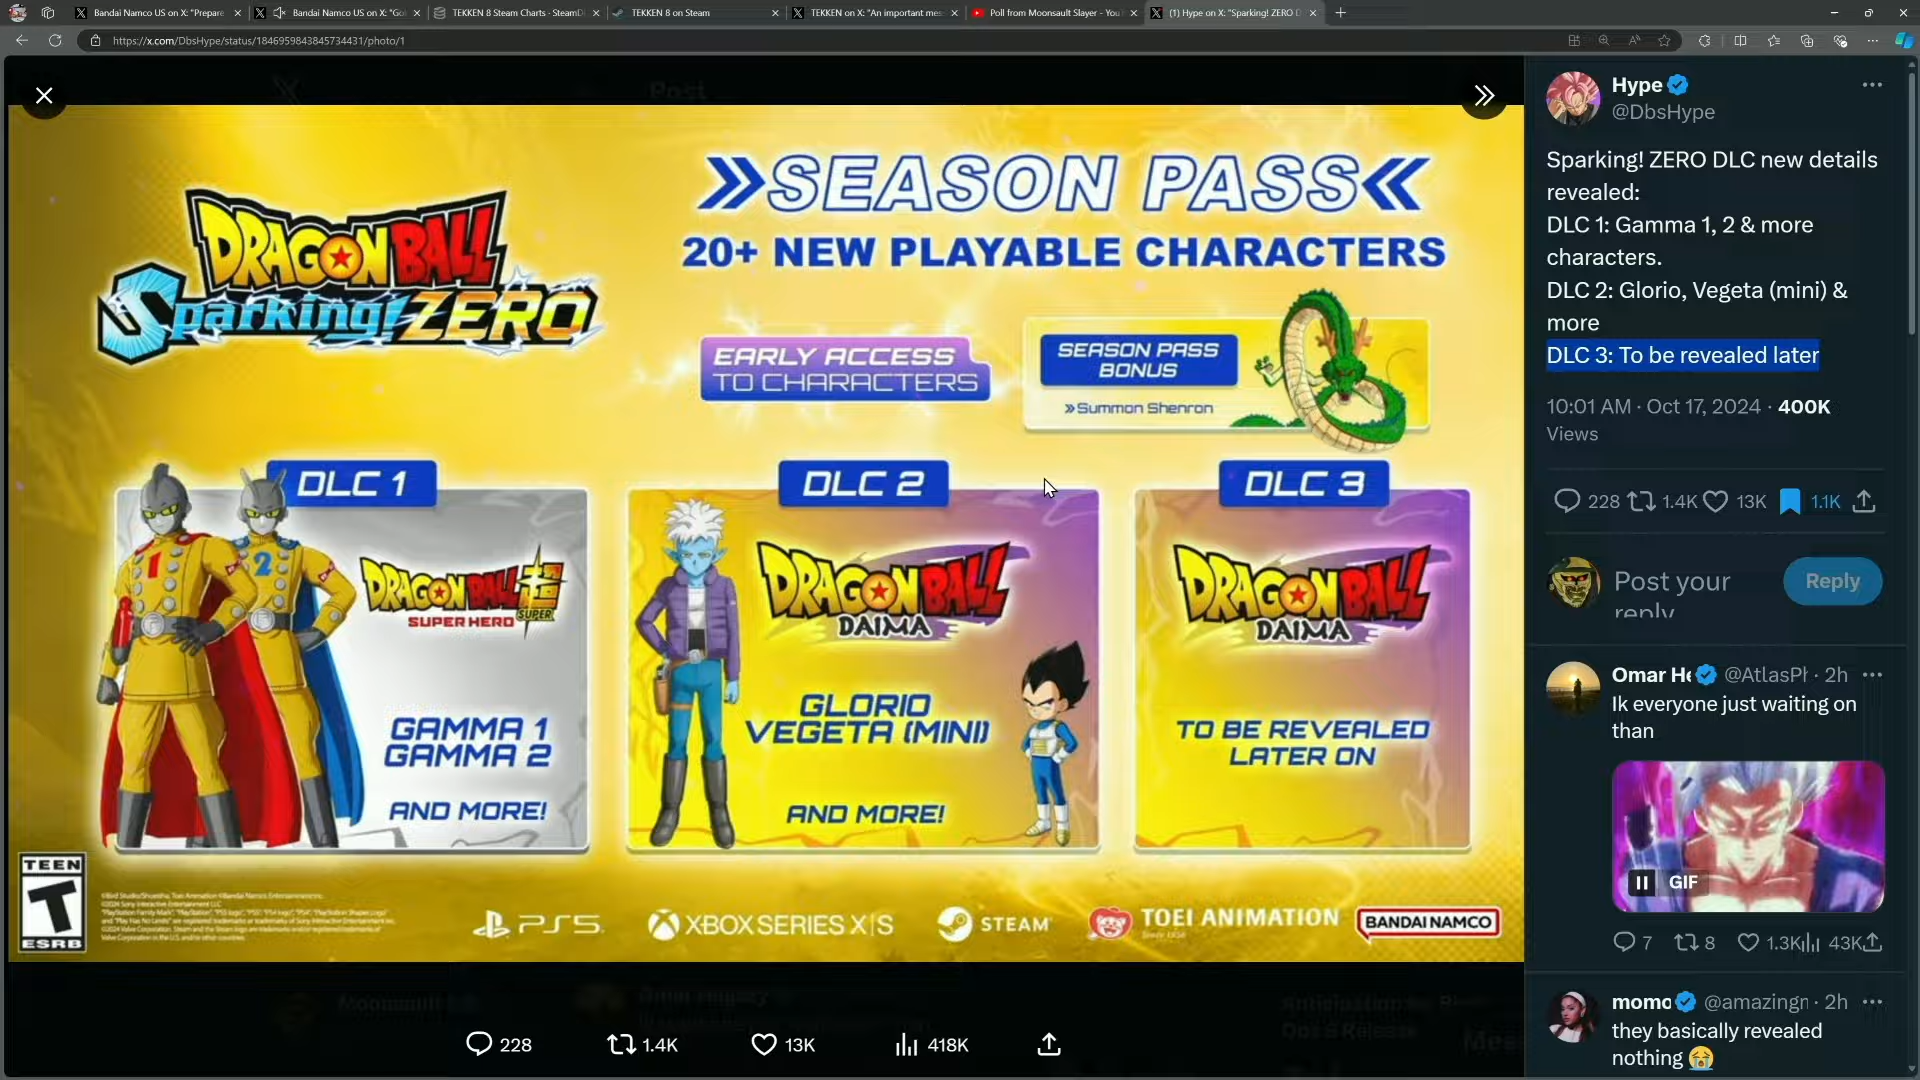 Bandai Namco US on X: "Prepare
Bandai Namco US on X: "Go
TEKKEN 8 Steam Charts · SteamD
TEKKEN 8 on Steam
TEKKEN on X: "An important mes
Poll from Moonsault Slayer - You
(1) Hype on X: "Sparking! ZERO D
https://x.com/DbsHype/status/1846959843845734431/photo/1
Post
DRAGON BALL
Sparking! ZERO
SEASON PASS
20+ NEW PLAYABLE CHARACTERS
EARLY ACCESS
TO CHARACTERS
SEASON PASS
BONUS
»Summon Shenron
DLC 1
1
2
DRAGON BALL
SUPER
SUPER HERO
GAMMA 1
GAMMA 2
AND MORE!
DLC 2
DRAGON BALL
DAIMA
GLORIO
VEGETA (MINI)
AND MORE!
DLC 3
DRAGON BALL
DAIMA
TO BE REVEALED
LATER ON
TEEN
T
ESRB
PS5
XBOX SERIES X|S
STEAM
TOEI ANIMATION
Since 1956
BANDAI NAMCO
228
1.4K
13K
418K
Hype
@DbsHype
Sparking! ZERO DLC new details
revealed:
DLC 1: Gamma 1, 2 & more
characters.
DLC 2: Glorio, Vegeta (mini) &
more
DLC 3: To be revealed later
10:01 AM · Oct 17, 2024 · 400K
Views
228 1.4K 13K 1.1K
Post your
reply
Reply
Omar He @AtlasPl · 2h
Ik everyone just waiting on
than
GIF
7 8 1.3K 43K
momo @amazingr · 2h
they basically revealed
nothing 😭